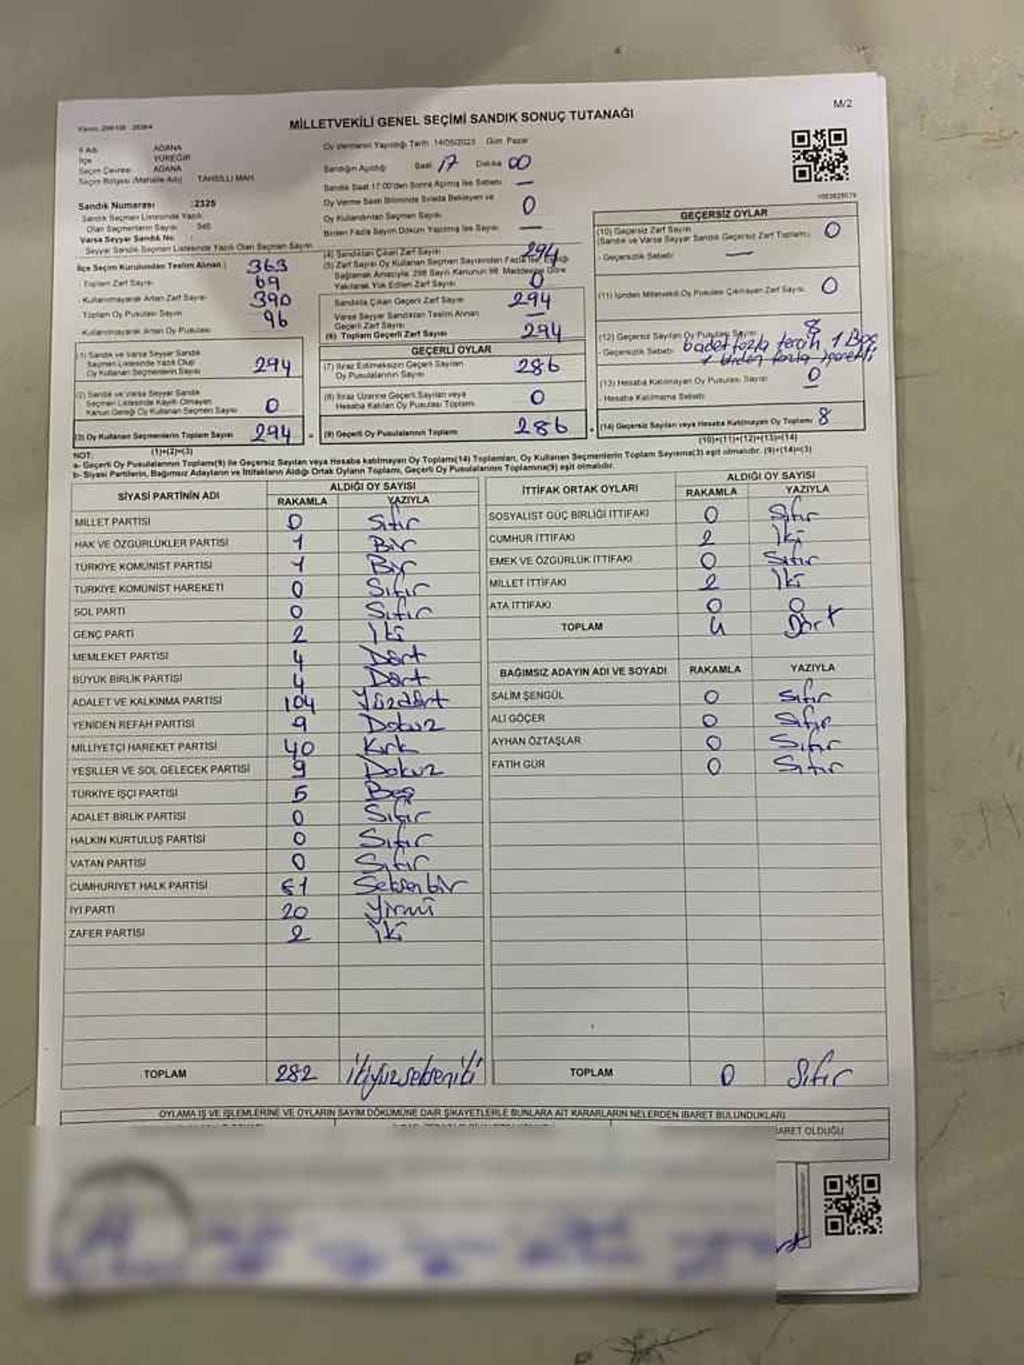 M/2
MİLLETVEKİLİ GENEL SEÇİMİ SANDIK SONUÇ TUTANAĞI
İl Adı: ADANA
İlçe YÜREĞİR
Seçim Çevresi ADANA
Seçim Bölgesi (Mahalle Adı) TAHSİLLİ MAH.
Sandık Numarası :2325
Sandık Seçmen Listesinde Yazılı
Olan Seçmenlerin Sayısı
Varsa Seyyar Sandık No
Seyyar Sandık Seçmen Listesinde Yazılı Olan Seçmen Sayısı
Oy Vermenin Yapıldığı Tarih :14/05/2023 Gün Pazar
Sandığın Açıldığı Saat 17 Dakika 00
Sandık Saat 17:00'den Sonra Açılmış İse Sebebi —
Oy Verme Saati Bitiminde Sırada Bekleyen ve
Oy Kullandırılan Seçmen Sayısı 0
Birden Fazla Sayım Döküm Yapılmış İse Sayısı —
İlçe Seçim Kurulundan Teslim Alınan
Toplam Zarf Sayısı 363
Kullanılmayarak Artan Zarf Sayısı 69
Toplam Oy Pusulası Sayısı 390
Kullanılmayarak Artan Oy Pusulası 96
(1) Sandık ve Varsa Seyyar Sandık
Seçmen Listesinde Yazılı Olup
Oy Kullanan Seçmenlerin Sayısı 294
(2) Sandık ve Varsa Seyyar Sandık
Seçmen Listesinde Kayıtlı Olmayan
Kanun Gereği Oy Kullanan Seçmen Sayısı 0
(3) Oy Kullanan Seçmenlerin Toplam Sayısı 294
(1)+(2)=(3)
(4) Sandıktan Çıkan Zarf Sayısı 294
(5) Zarf Sayısı Oy Kullanan Seçmen Sayısından Fazla İse, Eşitliği
Sağlamak Amacıyla, 298 Sayılı Kanunun 98. Maddesine Göre
Yakılarak Yok Edilen Zarf Sayısı 0
Sandıkta Çıkan Geçerli Zarf Sayısı 294
Varsa Seyyar Sandıktan Teslim Alınan
Geçerli Zarf Sayısı
(6) Toplam Geçerli Zarf Sayısı 294
GEÇERLİ OYLAR
(7) İtiraz Edilmeksizin Geçerli Sayılan
Oy Pusulalarının Sayısı 286
(8) İtiraz Üzerine Geçerli Sayılan veya
Hesaba Katılan Oy Pusulası Toplamı 0
(9) Geçerli Oy Pusulalarının Toplamı 286
GEÇERSİZ OYLAR
(10) Geçersiz Zarf Sayısı
(Sandık ve Varsa Seyyar Sandık Geçersiz Zarf Toplamı) 0
- Geçersizlik Sebebi: —
(11) İçinden Milletvekili Oy Pusulası Çıkmayan Zarf Sayısı 0
(12) Geçersiz Sayılan Oy Pusulası Sayısı 8
- Geçersizlik Sebebi: 6 adet fazla tercih 1 Boş
1 birden fazla işaretli
(13) Hesaba Katılmayan Oy Pusulası Sayısı 0
- Hesaba Katılmama Sebebi:
(14) Geçersiz Sayılan veya Hesaba Katılmayan Oy Toplamı 8
(10)+(11)+(12)+(13)=(14)
NOT:
a- Geçerli Oy Pusulalarının Toplamı(9) ile Geçersiz Sayılan veya Hesaba Katılmayan Oy Toplamı(14) Toplamları, Oy Kullanan Seçmenlerin Toplam Sayısına(3) eşit olmalıdır. (9)+(14)=(3)
b- Siyasi Partilerin, Bağımsız Adayların ve İttifakların Aldığı Ortak Oyların Toplamı, Geçerli Oy Pusulalarının Toplamına(9) eşit olmalıdır.
SİYASİ PARTİNİN ADI ALDIĞI OY SAYISI
RAKAMLA YAZIYLA
MİLLET PARTİSİ 0 Sıfır
HAK VE ÖZGÜRLÜKLER PARTİSİ 1 Bir
TÜRKİYE KOMÜNİST PARTİSİ 1 Bir
TÜRKİYE KOMÜNİST HAREKETİ 0 Sıfır
SOL PARTİ 0 Sıfır
GENÇ PARTİ 2 İki
MEMLEKET PARTİSİ 4 Dört
BÜYÜK BİRLİK PARTİSİ 4 Dört
ADALET VE KALKINMA PARTİSİ 104 Yüzdört
YENİDEN REFAH PARTİSİ 9 Dokuz
MİLLİYETÇİ HAREKET PARTİSİ 40 Kırk
YEŞİLLER VE SOL GELECEK PARTİSİ 9 Dokuz
TÜRKİYE İŞÇİ PARTİSİ 5 Beş
ADALET BİRLİK PARTİSİ 0 Sıfır
HALKIN KURTULUŞ PARTİSİ 0 Sıfır
VATAN PARTİSİ 0 Sıfır
CUMHURİYET HALK PARTİSİ 81 Seksenbir
İYİ PARTİ 20 Yirmi
ZAFER PARTİSİ 2 İki
TOPLAM 282 ikiyüzsekseniki
İTTİFAK ORTAK OYLARI ALDIĞI OY SAYISI
RAKAMLA YAZIYLA
SOSYALİST GÜÇ BİRLİĞİ İTTİFAKI 0 Sıfır
CUMHUR İTTİFAKI 2 İki
EMEK VE ÖZGÜRLÜK İTTİFAKI 0 Sıfır
MİLLET İTTİFAKI 2 İki
ATA İTTİFAKI 0 0
TOPLAM 4 Dört
BAĞIMSIZ ADAYIN ADI VE SOYADI RAKAMLA YAZIYLA
SALİM ŞENGÜL 0 Sıfır
ALİ GÖÇER 0 Sıfır
AYHAN ÖZTAŞLAR 0 Sıfır
FATİH GÜR 0 Sıfır
TOPLAM 0 Sıfır
OYLAMA İŞ VE İŞLEMLERİNE VE OYLARIN SAYIM DÖKÜMÜNE DAİR ŞİKAYETLERLE BUNLARA AİT KARARLARIN NELERDEN İBARET BULUNDUKLARI
İBARET OLDUĞU